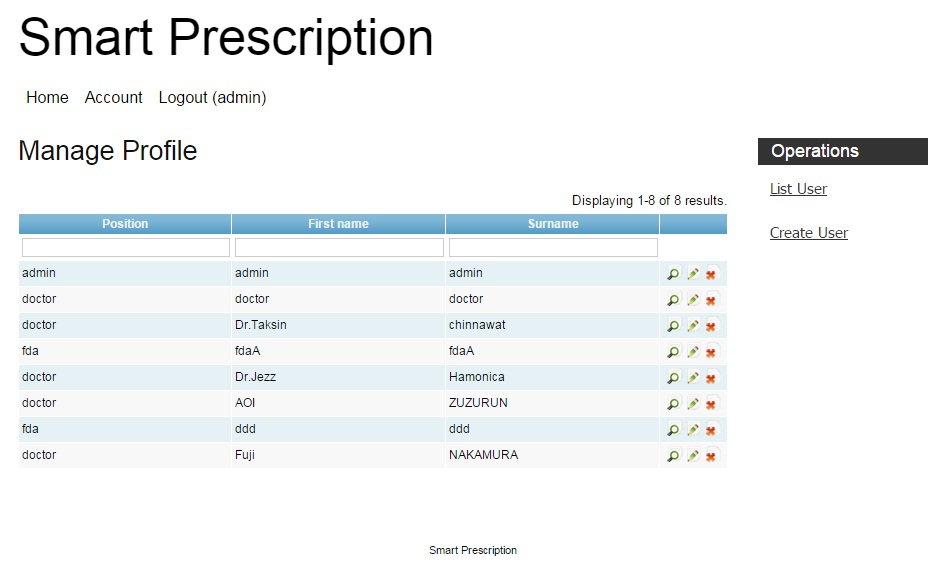 Smart Prescription
Home Account Logout (admin)
Manage Profile
Operations
List User
Create User
Displaying 1-8 of 8 results.
Position First name Surname
admin admin admin
doctor doctor doctor
doctor Dr.Taksin chinnawat
fda fdaA fdaA
doctor Dr.Jezz Hamonica
doctor AOI ZUZURUN
fda ddd ddd
doctor Fuji NAKAMURA
Smart Prescription